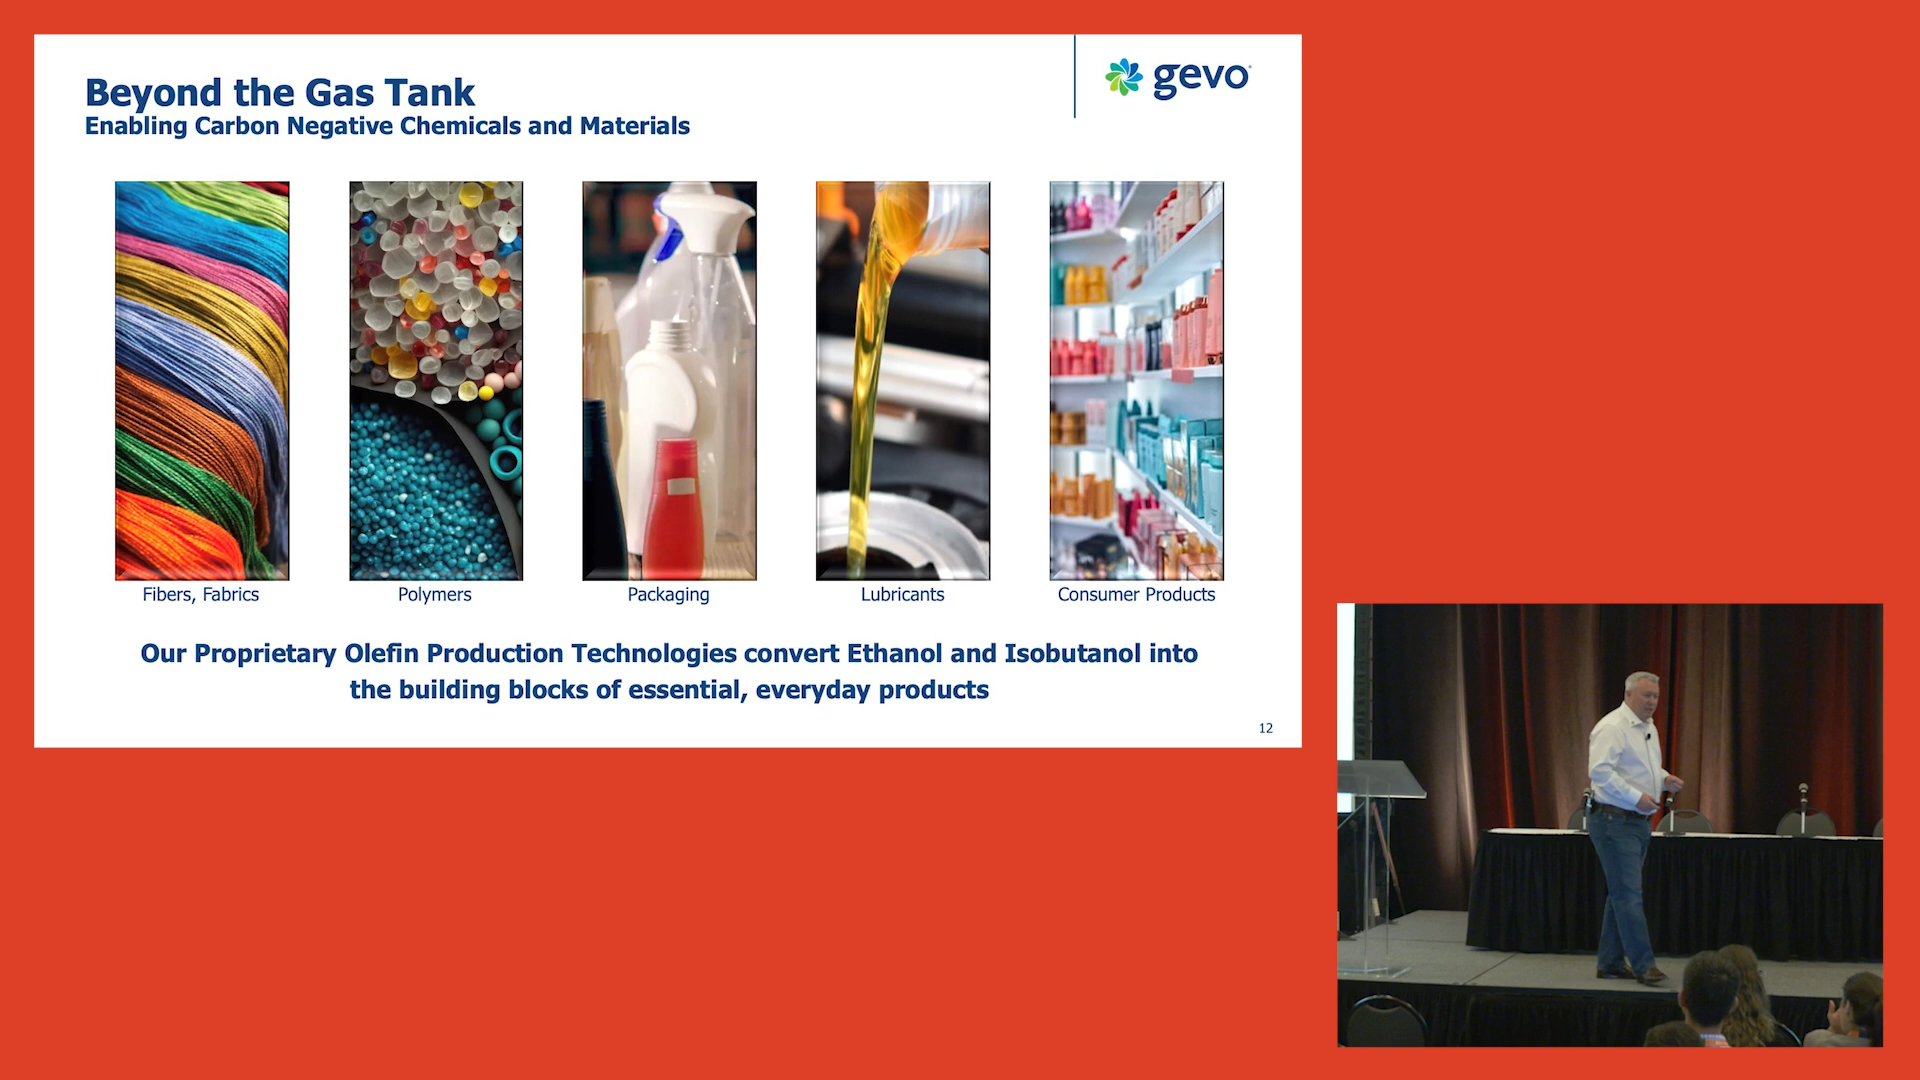 Beyond the Gas Tank
Enabling Carbon Negative Chemicals and Materials
gevo
Fibers, Fabrics
Polymers
Packaging
Lubricants
Consumer Products
Our Proprietary Olefin Production Technologies convert Ethanol and Isobutanol into
the building blocks of essential, everyday products
12